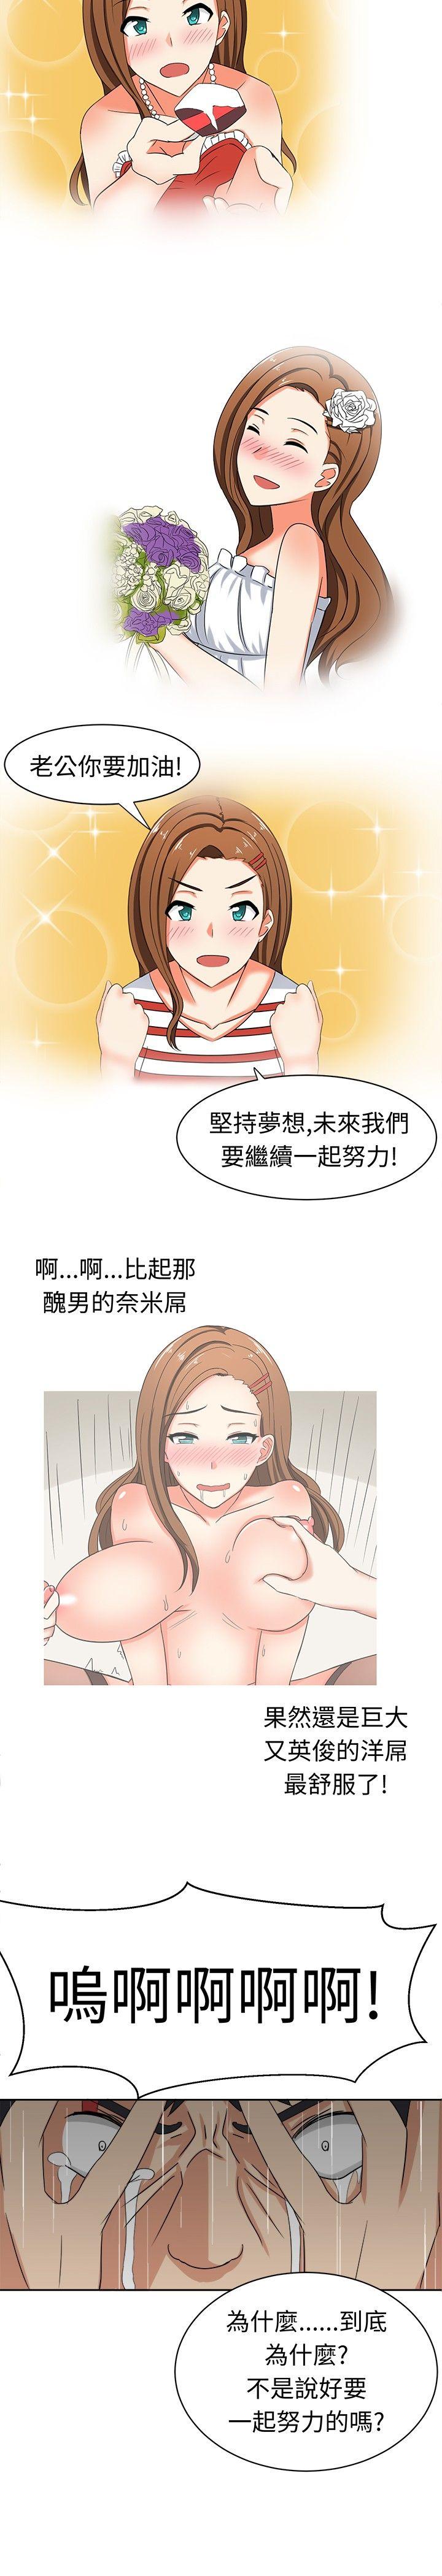 老公你要加油!
堅持夢想,未來我們
要繼續一起努力!
啊...啊...比起那
醜男的奈米屌
果然還是巨大
又英俊的洋屌
最舒服了!
嗚啊啊啊啊!
為什麼......到底
為什麼?
不是說好要
一起努力的嗎?